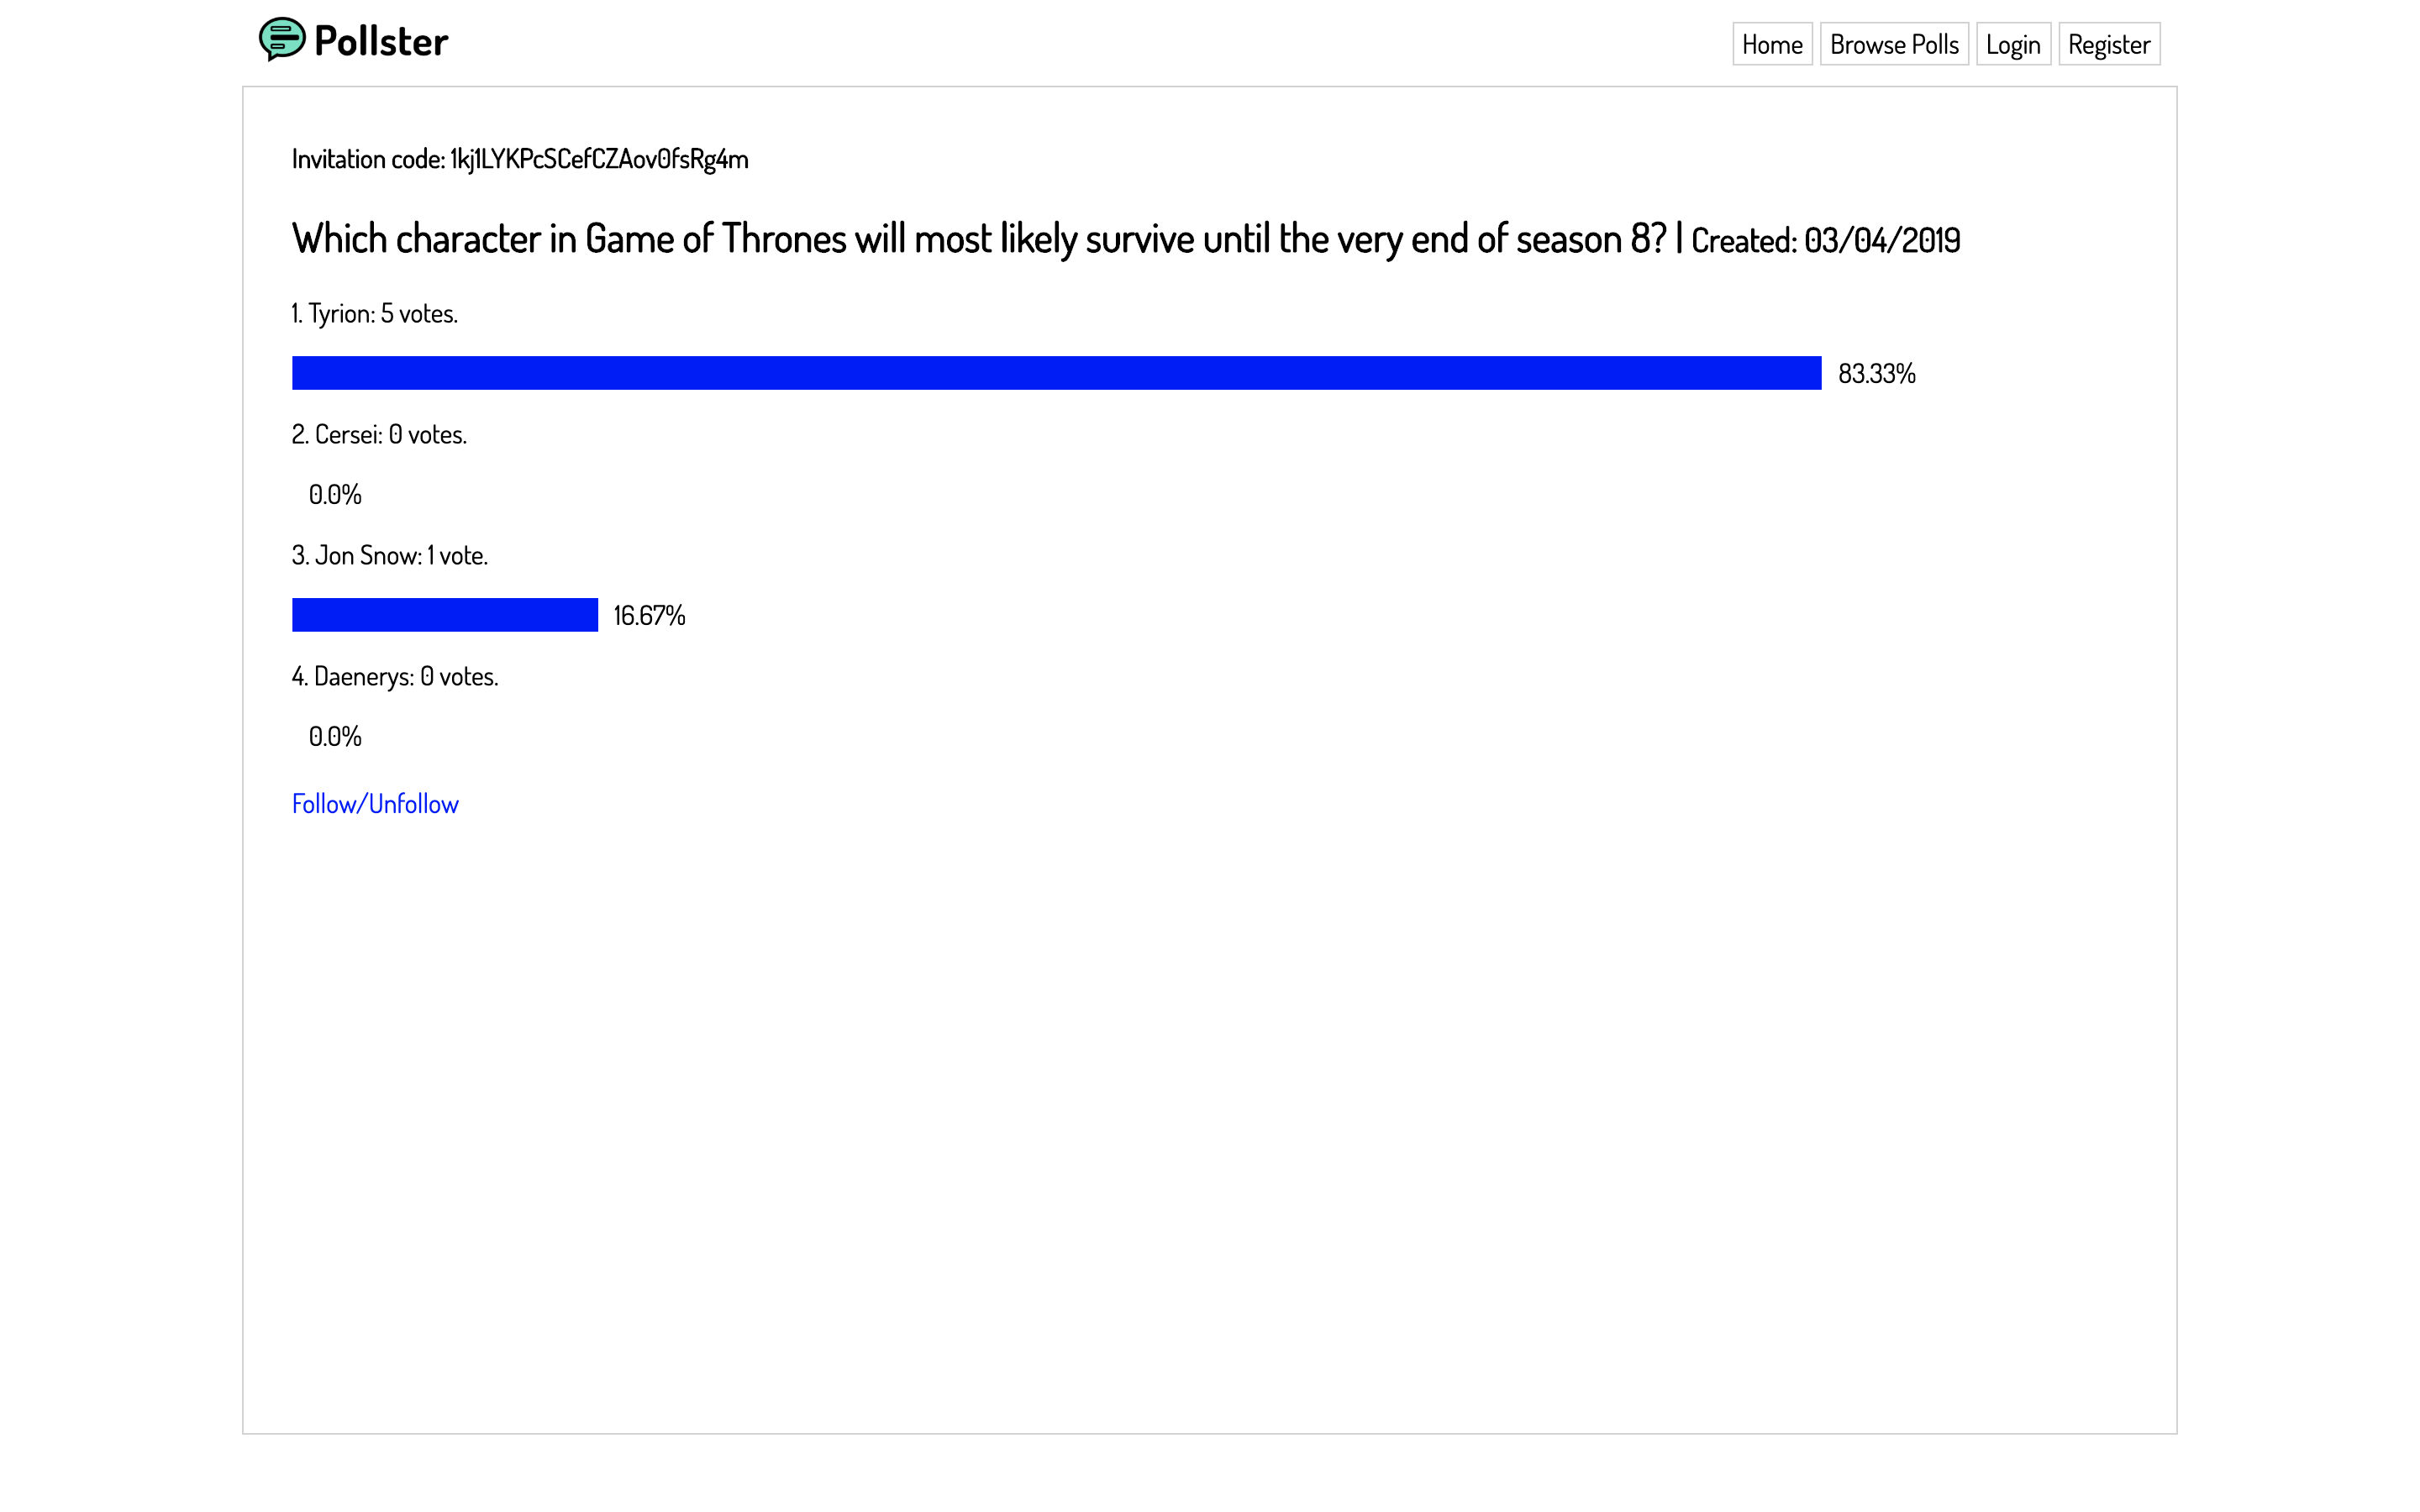 Pollster
Home Browse Polls Login Register
Invitation code: 1kj1LYKPcSCefCZAov0fsRg4m
Which character in Game of Thrones will most likely survive until the very end of season 8? | Created: 03/04/2019
1. Tyrion: 5 votes.
83.33%
2. Cersei: 0 votes.
0.0%
3. Jon Snow: 1 vote.
16.67%
4. Daenerys: 0 votes.
0.0%
Follow/Unfollow